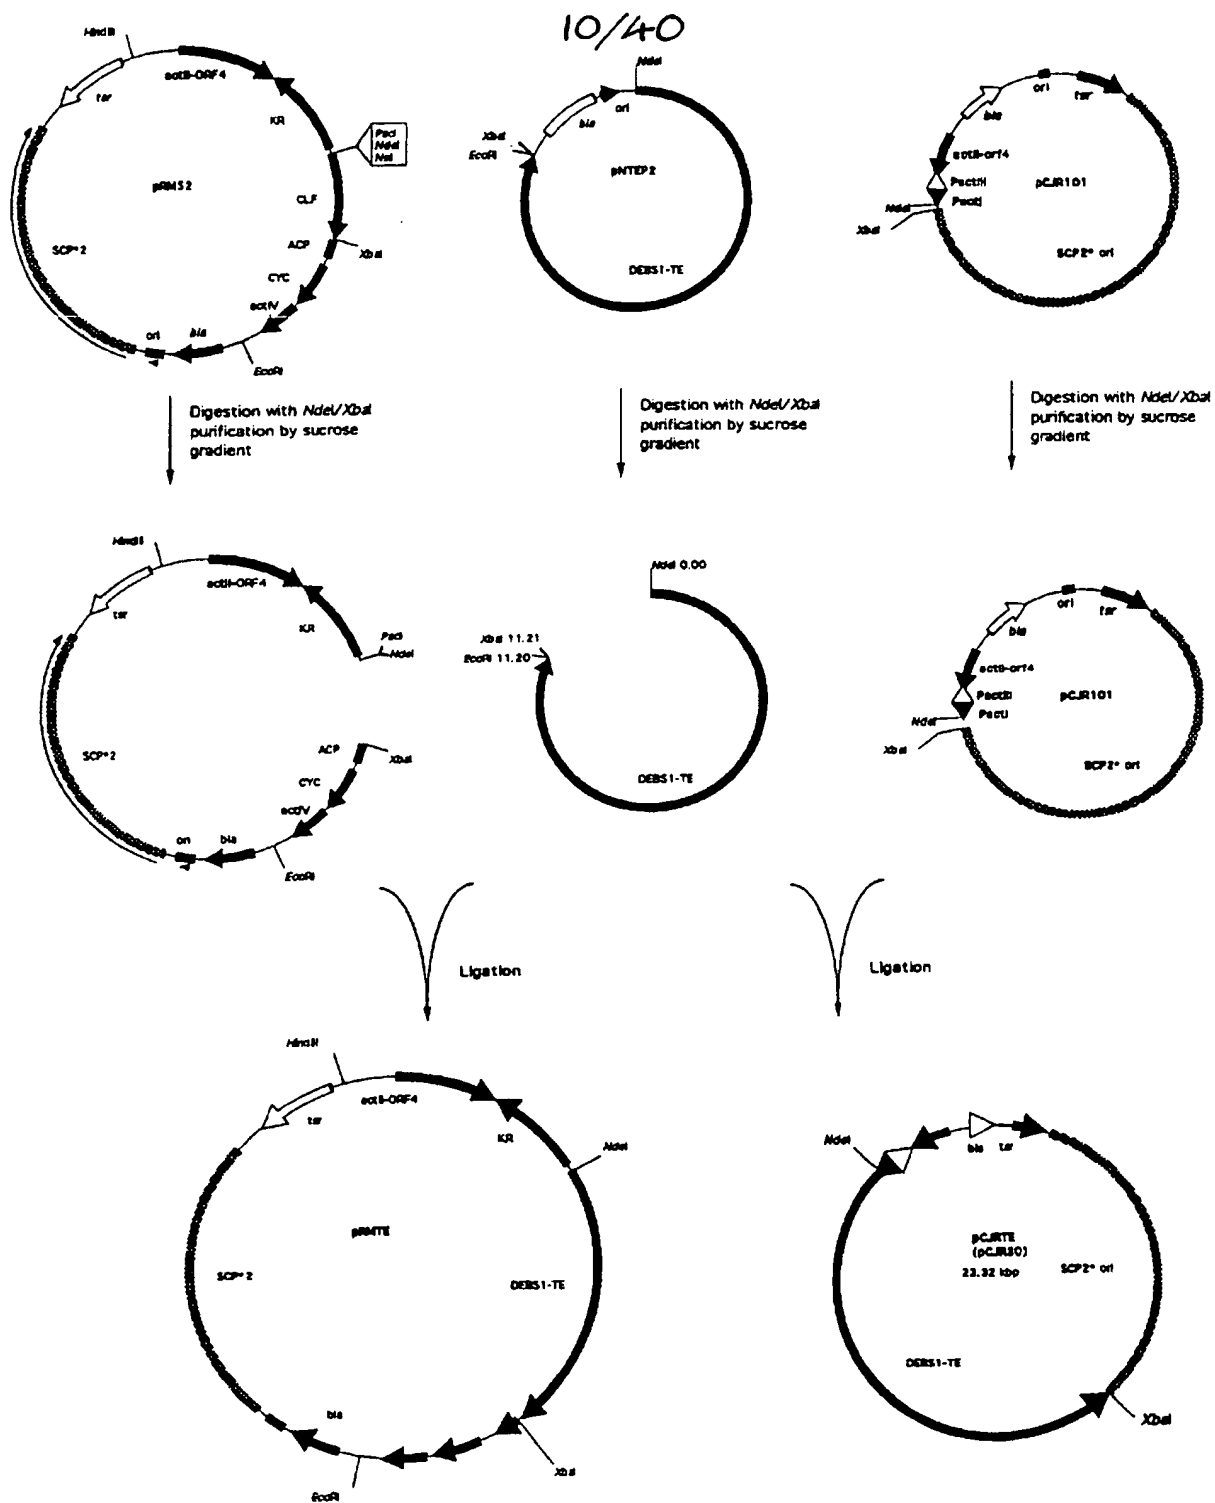 10/40
HindIII
actII-ORF4
tsr
KR
PacI
NdeI
NsiI
pRM52
CLF
ACP
XbaI
SCP*2
CYC
actIV
ori
bla
EcoRI
NdeI
ori
bla
XbaI
EcoRI
pNTEP2
DEBS1-TE
ori
tsr
bla
actII-orf4
PactIII
pCJR101
PactI
NdeI
XbaI
SCP2* ori
Digestion with NdeI/XbaI
purification by sucrose
gradient
Digestion with NdeI/XbaI
purification by sucrose
gradient
Digestion with NdeI/XbaI
purification by sucrose
gradient
HindIII
actII-ORF4
tsr
KR
PacI
NdeI
SCP*2
ACP
XbaI
CYC
actIV
ori
bla
EcoRI
NdeI 0.00
XbaI 11.21
EcoRI 11.20
DEBS1-TE
ori
tsr
bla
actII-orf4
PactIII
pCJR101
PactI
NdeI
XbaI
SCP2* ori
Ligation
Ligation
HindIII
actII-ORF4
tsr
KR
NdeI
pRMTE
SCP*2
DEBS1-TE
bla
XbaI
EcoRI
NdeI
bla
tsr
pCJRTE
(pCJR30)
23.32 kbp
SCP2* ori
DEBS1-TE
XbaI